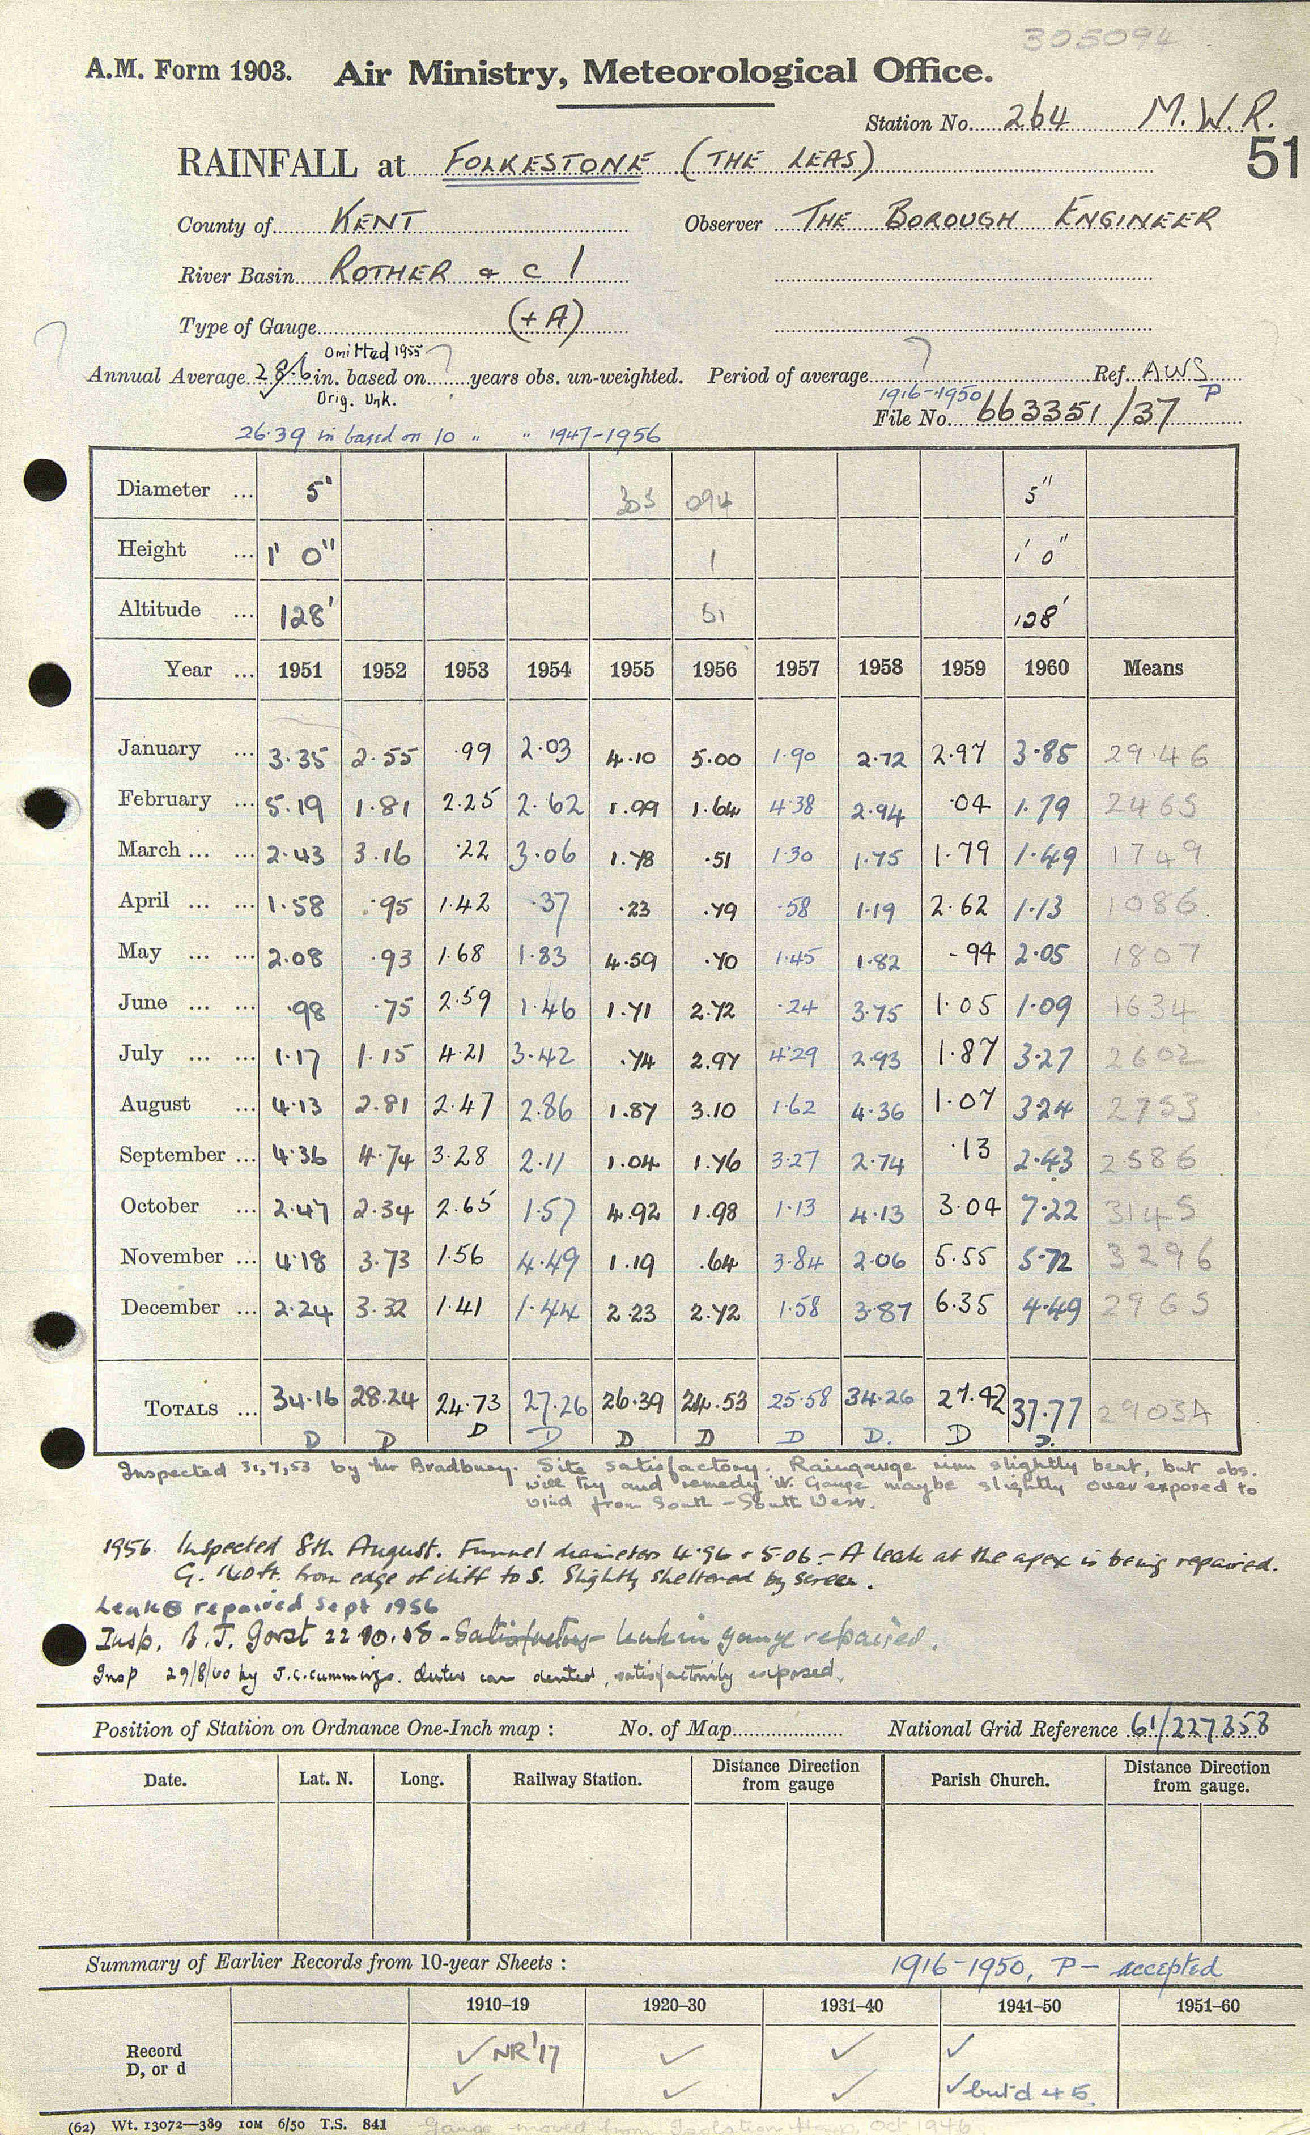 305094
A.M. Form 1903. Air Ministry, Meteorological Office.
Station No. 264 M.W.R.
51
RAINFALL at FOLKESTONE (THE LEAS)
County of KENT Observer THE BOROUGH ENGINEER
River Basin ROTHER & C 1
Type of Gauge (+A)
Omitted 1955 ?
Annual Average 28.6 in. based on ? years obs. un-weighted. Period of average ? Ref. AWS
Orig. Unk. 1916-1950 P
File No. 663351/37
26.39 in based on 10 " " 1947-1956
Diameter ... 5" 305 094 5"
Height ... 1' 0" 1 1' 0"
Altitude ... 128' 51 128'
Year ... 1951 1952 1953 1954 1955 1956 1957 1958 1959 1960 Means
January ... 3.35 2.55 .99 2.03 4.10 5.00 1.90 2.72 2.97 3.85 2946
February ... 5.19 1.81 2.25 2.62 1.99 1.64 4.38 2.94 .04 1.79 2465
March ... ... 2.43 3.16 .22 3.06 1.78 .51 1.30 1.75 1.79 1.49 1749
April ... ... 1.58 .95 1.42 .37 .23 .79 .58 1.19 2.62 1.13 1086
May ... ... 2.08 .93 1.68 1.83 4.59 .70 1.45 1.82 .94 2.05 1807
June ... ... .98 .75 2.59 1.46 1.71 2.72 .24 3.75 1.05 1.09 1634
July ... ... 1.17 1.15 4.21 3.42 .74 2.97 4.29 2.93 1.87 3.27 2602
August ... 4.13 2.81 2.47 2.86 1.87 3.10 1.62 4.36 1.07 3.24 2753
September ... 4.36 4.74 3.28 2.11 1.04 1.76 3.27 2.74 .13 2.43 2586
October ... 2.47 2.34 2.65 1.57 4.92 1.98 1.13 4.13 3.04 7.22 3145
November ... 4.18 3.73 1.56 4.49 1.19 .64 3.84 2.06 5.55 5.72 3296
December ... 2.24 3.32 1.41 1.44 2.23 2.72 1.58 3.87 6.35 4.49 2965
TOTALS ... 34.16 28.24 24.73 27.26 26.39 24.53 25.58 34.26 27.42 37.77 29034
D D D D D D D D. D D.
Inspected 31,7,53 by Mr Bradbury. Site satisfactory. Raingauge rim slightly bent, but obs.
will try and remedy it. Gauge maybe slightly over exposed to
wind from South - South West.
1956. Inspected 8th August. Funnel diameters 4.96 & 5.06 - A leak at the apex is being repaired.
G. 140 ft. from edge of cliff to S. Slightly sheltered by screen.
Leak repaired Sept 1956
Insp. B. J. Gorst 22.10.58 - Satisfactory - leak in gauge repaired.
Insp 29/8/60 by J.C. Cummings. Outer can dented, satisfactorily exposed.
Position of Station on Ordnance One-Inch map : No. of Map National Grid Reference 61/227358
Date. Lat. N. Long. Railway Station. Distance Direction from gauge Parish Church. Distance Direction from gauge.
Summary of Earlier Records from 10-year Sheets : 1916-1950, P - accepted
1910-19 1920-30 1931-40 1941-50 1951-60
Record ✓ NR'17 ✓ ✓ ✓
D, or d ✓ ✓ ✓ ✓ but d 45
(62) Wt. 13072—389 10M 6/50 T.S. 841 Gauge moved from Isolation Hosp. Oct 1946